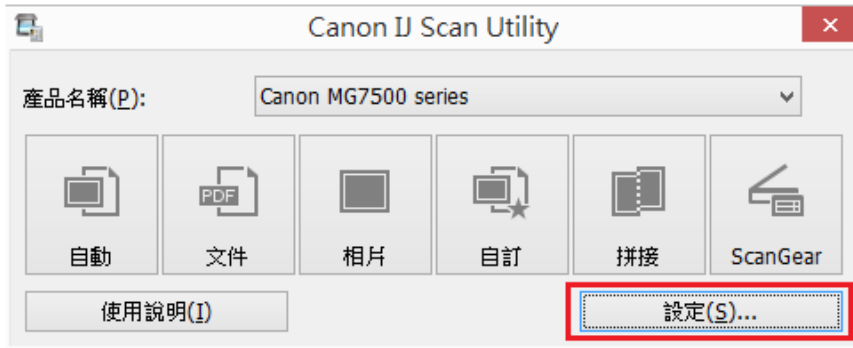 Canon IJ Scan Utility
產品名稱(P):
Canon MG7500 series
PDF
自動
文件
相片
自訂
拼接
ScanGear
使用說明(I)
設定(S)...